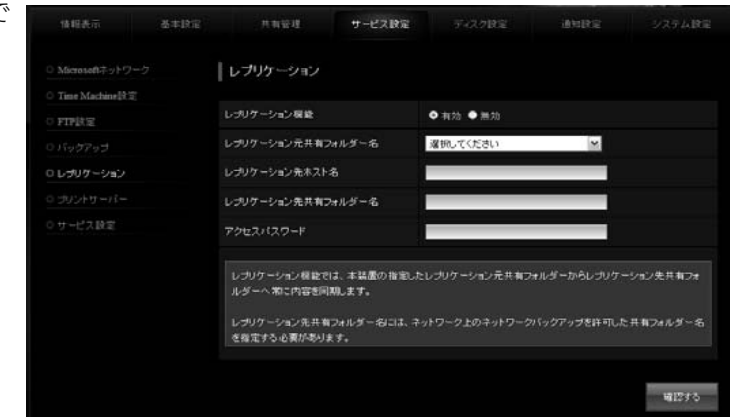 で
情報表示 基本設定 共有管理 サービス設定 ディスク設定 通知設定 システム設定
Microsoftネットワーク
Time Machine設定
FTP設定
バックアップ
レプリケーション
プリントサーバー
サービス設定
レプリケーション
レプリケーション機能 有効 無効
レプリケーション元共有フォルダー名 選択してください
レプリケーション先ホスト名
レプリケーション先共有フォルダー名
アクセスパスワード
レプリケーション機能では、本装置の指定したレプリケーション元共有フォルダーからレプリケーション先共有フォ
ルダーへ常に内容を同期します。
レプリケーション先共有フォルダー名には、ネットワーク上のネットワークバックアップを許可した共有フォルダー名
を指定する必要があります。
確認する